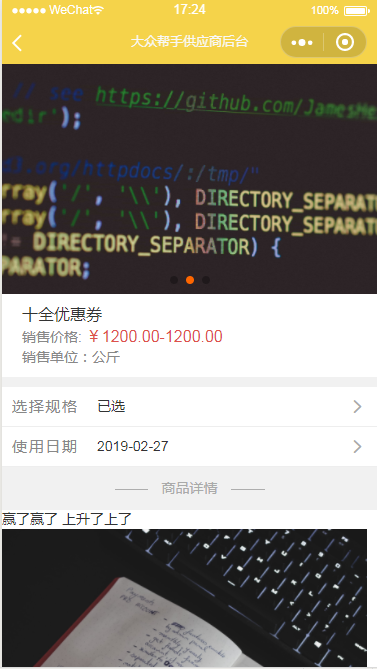 WeChat 17:24 100%
大众帮手供应商后台
// see https://github.com/JamesHe
edir');
d3.org/httpdocs/:/tmp/"
rray('/', '\\'), DIRECTORY_SEPARAT
rray('/', '\\'), DIRECTORY_SEPARAT
= DIRECTORY_SEPARATOR) {
PARATOR;
十全优惠券
销售价格: ￥1200.00-1200.00
销售单位：公斤
选择规格 已选
使用日期 2019-02-27
商品详情
嬴了嬴了 上升了上了